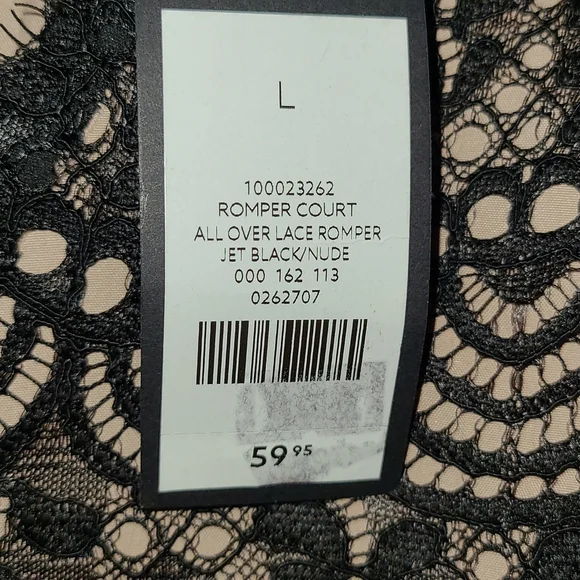 L
100023262
ROMPER COURT
ALL OVER LACE ROMPER
JET BLACK/NUDE
000 162 113
0262707
59 95